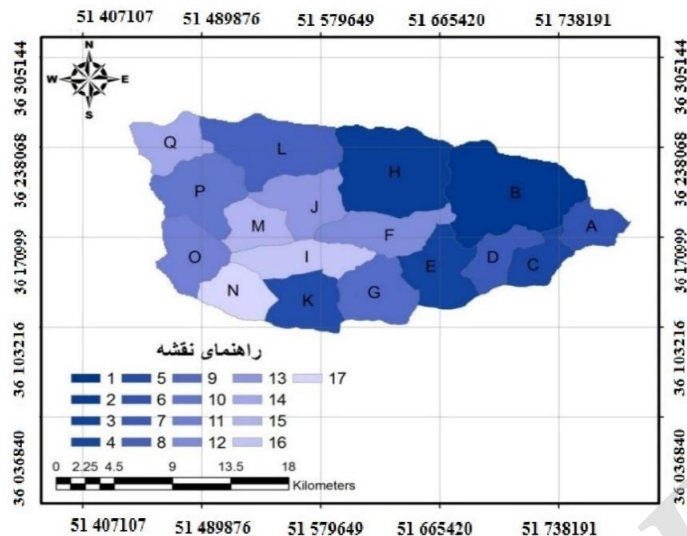 51 407107 51 489876 51 579649 51 665420 51 738191
36 305144 36 305144
N
W E
S
Q L H B
36 238068 36 238068
P J A
M F
36 170999 36 170999
O I E D C
N K G
36 103216 36 103216
راهنمای نقشه
1 5 9 13 17
2 6 10 14
3 7 11 15
4 8 12 16
36 036840 36 036840
0 2.25 4.5 9 13.5 18
Kilometers
51 407107 51 489876 51 579649 51 665420 51 738191